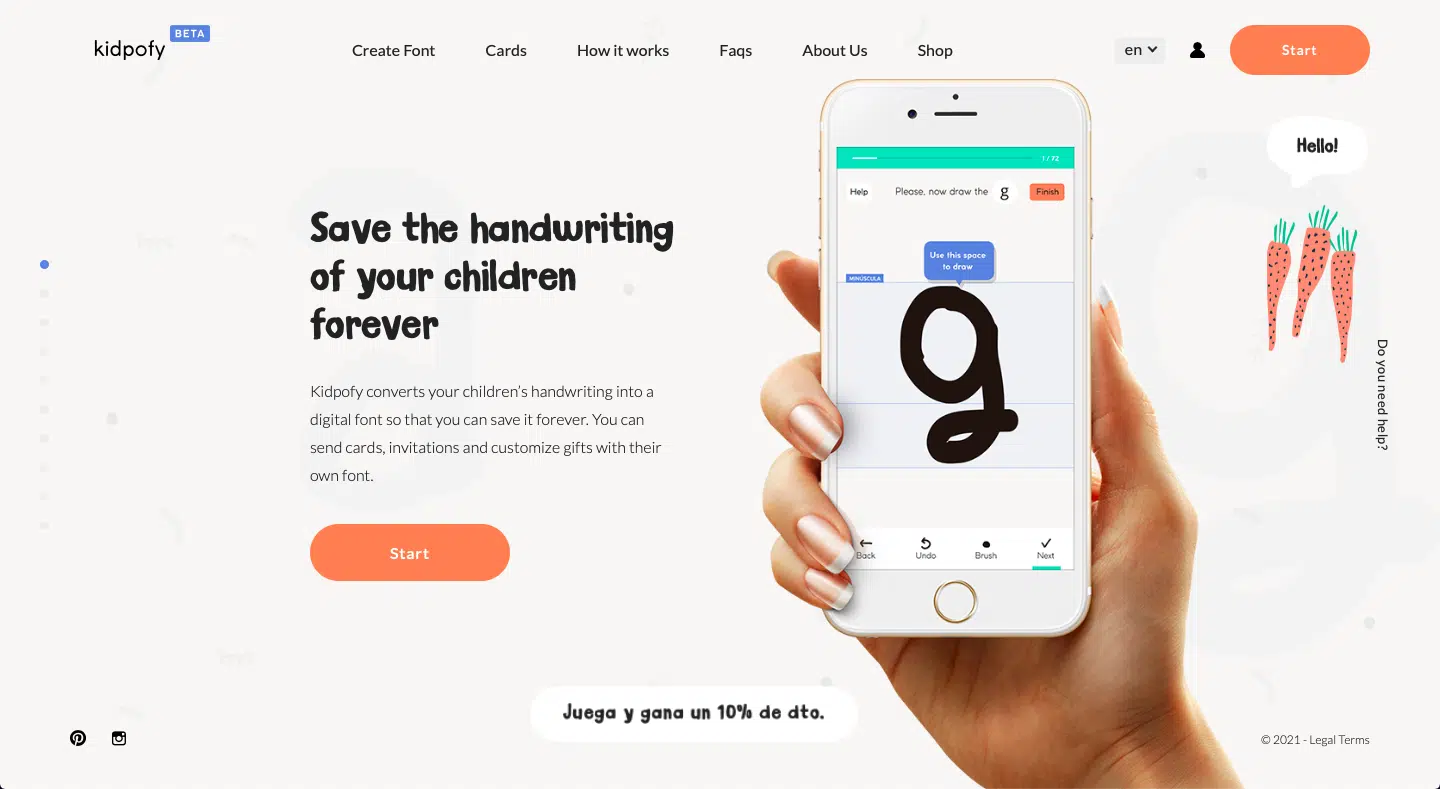 kidpofy
BETA
Create Font
Cards
How it works
Faqs
About Us
Shop
en
Start
Hello!
Save the handwriting
of your children
forever
Kidpofy converts your children's handwriting into a
digital font so that you can save it forever. You can
send cards, invitations and customize gifts with their
own font.
Start
1 / 72
Help
Please, now draw the g
Finish
Use this space
to draw
MINÚSCULA
g
Back
Undo
Brush
Next
Do you need help?
Juega y gana un 10% de dto.
© 2021 - Legal Terms